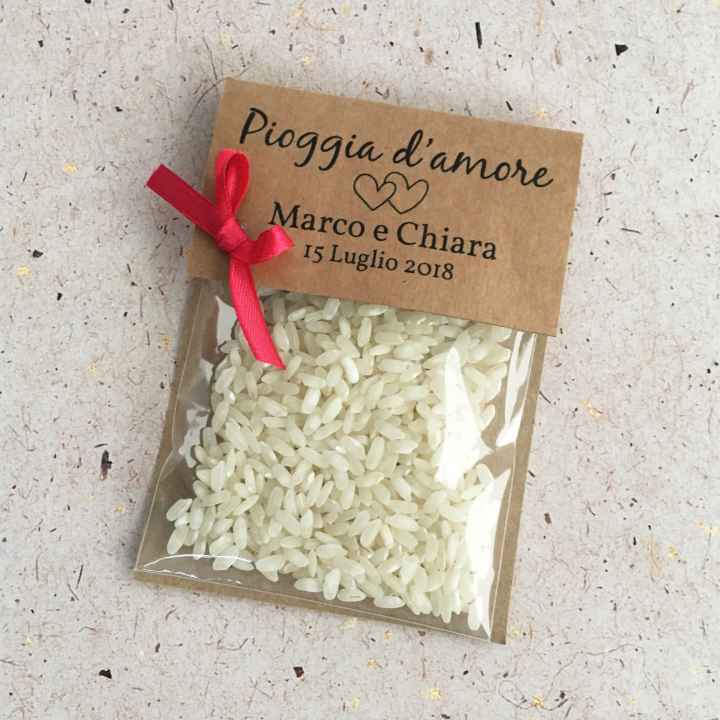 Pioggia d'amore
Marco e Chiara
15 Luglio 2018